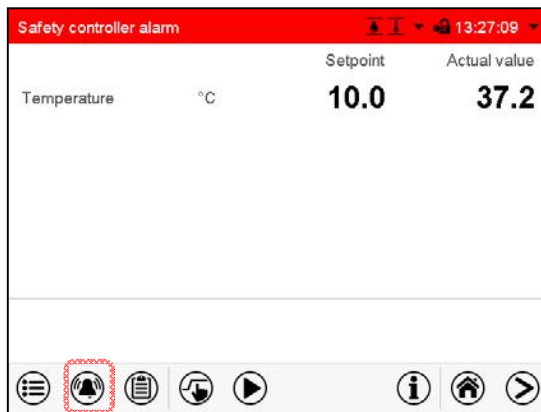 Safety controller alarm 13:27:09
Setpoint Actual value
Temperature °C 10.0 37.2